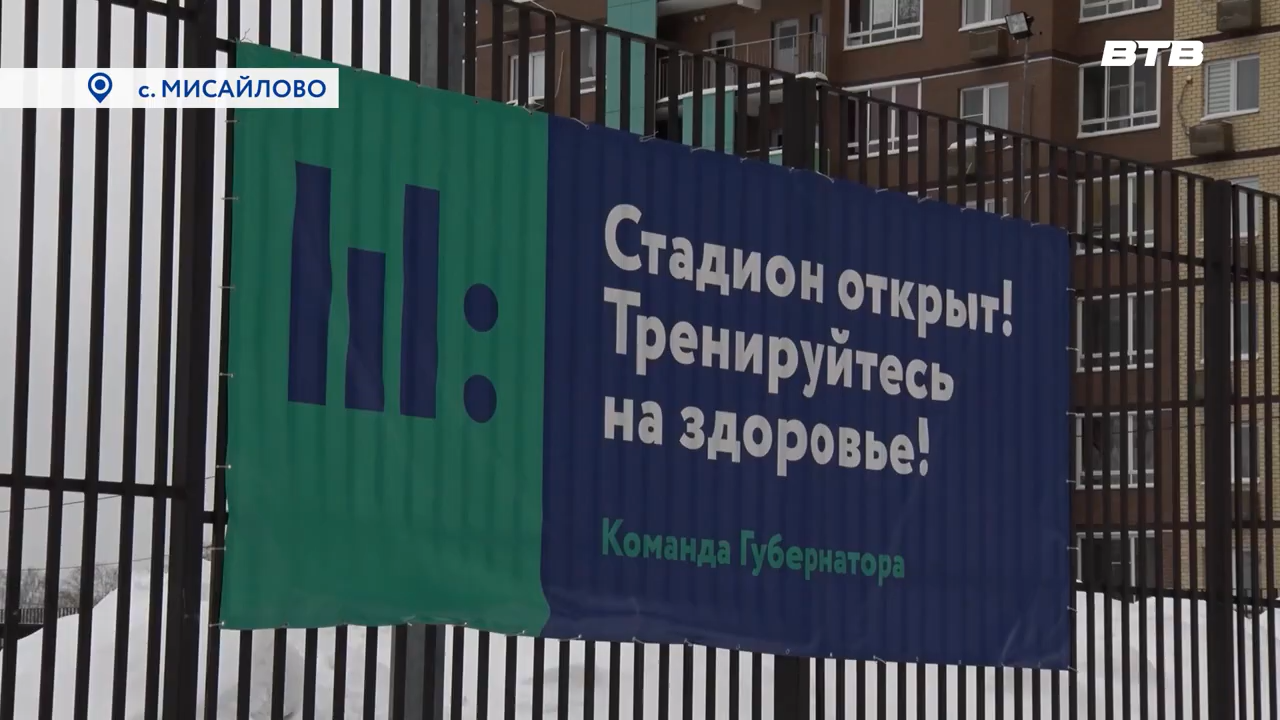 ВТВ
с. МИСАЙЛОВО
Стадион открыт!
Тренируйтесь
на здоровье!
Команда Губернатора